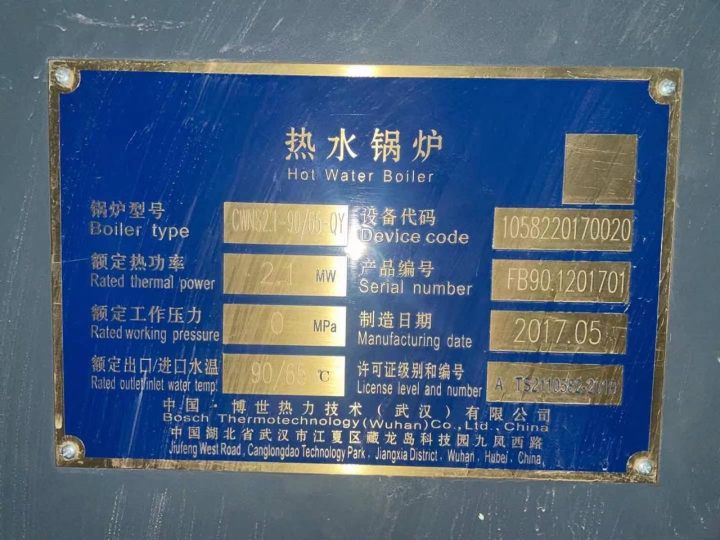 热水锅炉
Hot Water Boiler
锅炉型号 CWNS2.1-90/65-QY 设备代码 1058220170020
Boiler type Device code
额定热功率 2.1 MW 产品编号 FB90.1201701
Rated thermal power Serial number
额定工作压力 0 MPa 制造日期 2017.05
Rated working pressure Manufacturing date
额定出口/进口水温 90/65 ℃ 许可证级别和编号 A
Rated outlet/inlet water temp. License level and number
中国·博世热力技术(武汉)有限公司
Bosch Thermotechnology (Wuhan) Co., Ltd., China
中国湖北省武汉市江夏区藏龙岛科技园九凤西路
Jiufeng West Road, Canglongdao Technology Park, Jiangxia District, Wuhan, Hubei, China